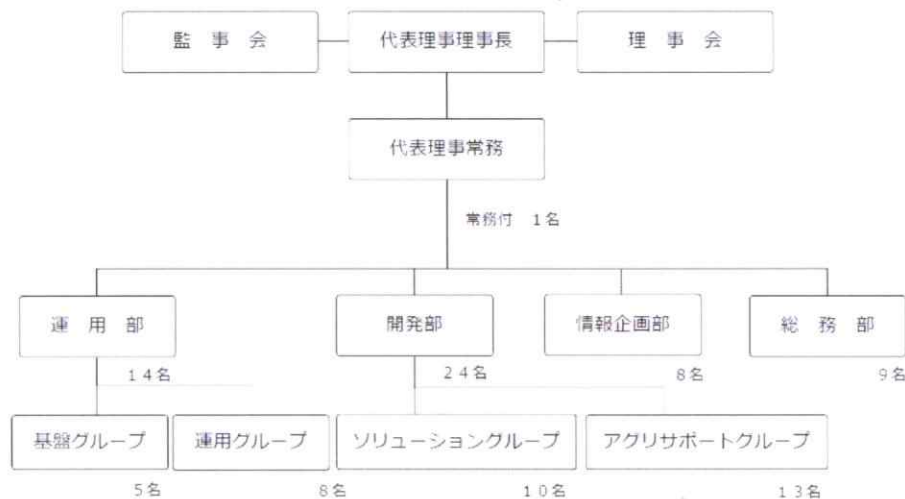 監 事 会
代表理事理事長
理 事 会
代表理事常務
常務付 1名
運 用 部
開発部
情報企画部
総 務 部
14名
24名
8名
9名
基盤グループ
運用グループ
ソリューショングループ
アグリサポートグループ
5名
8名
10名
13名